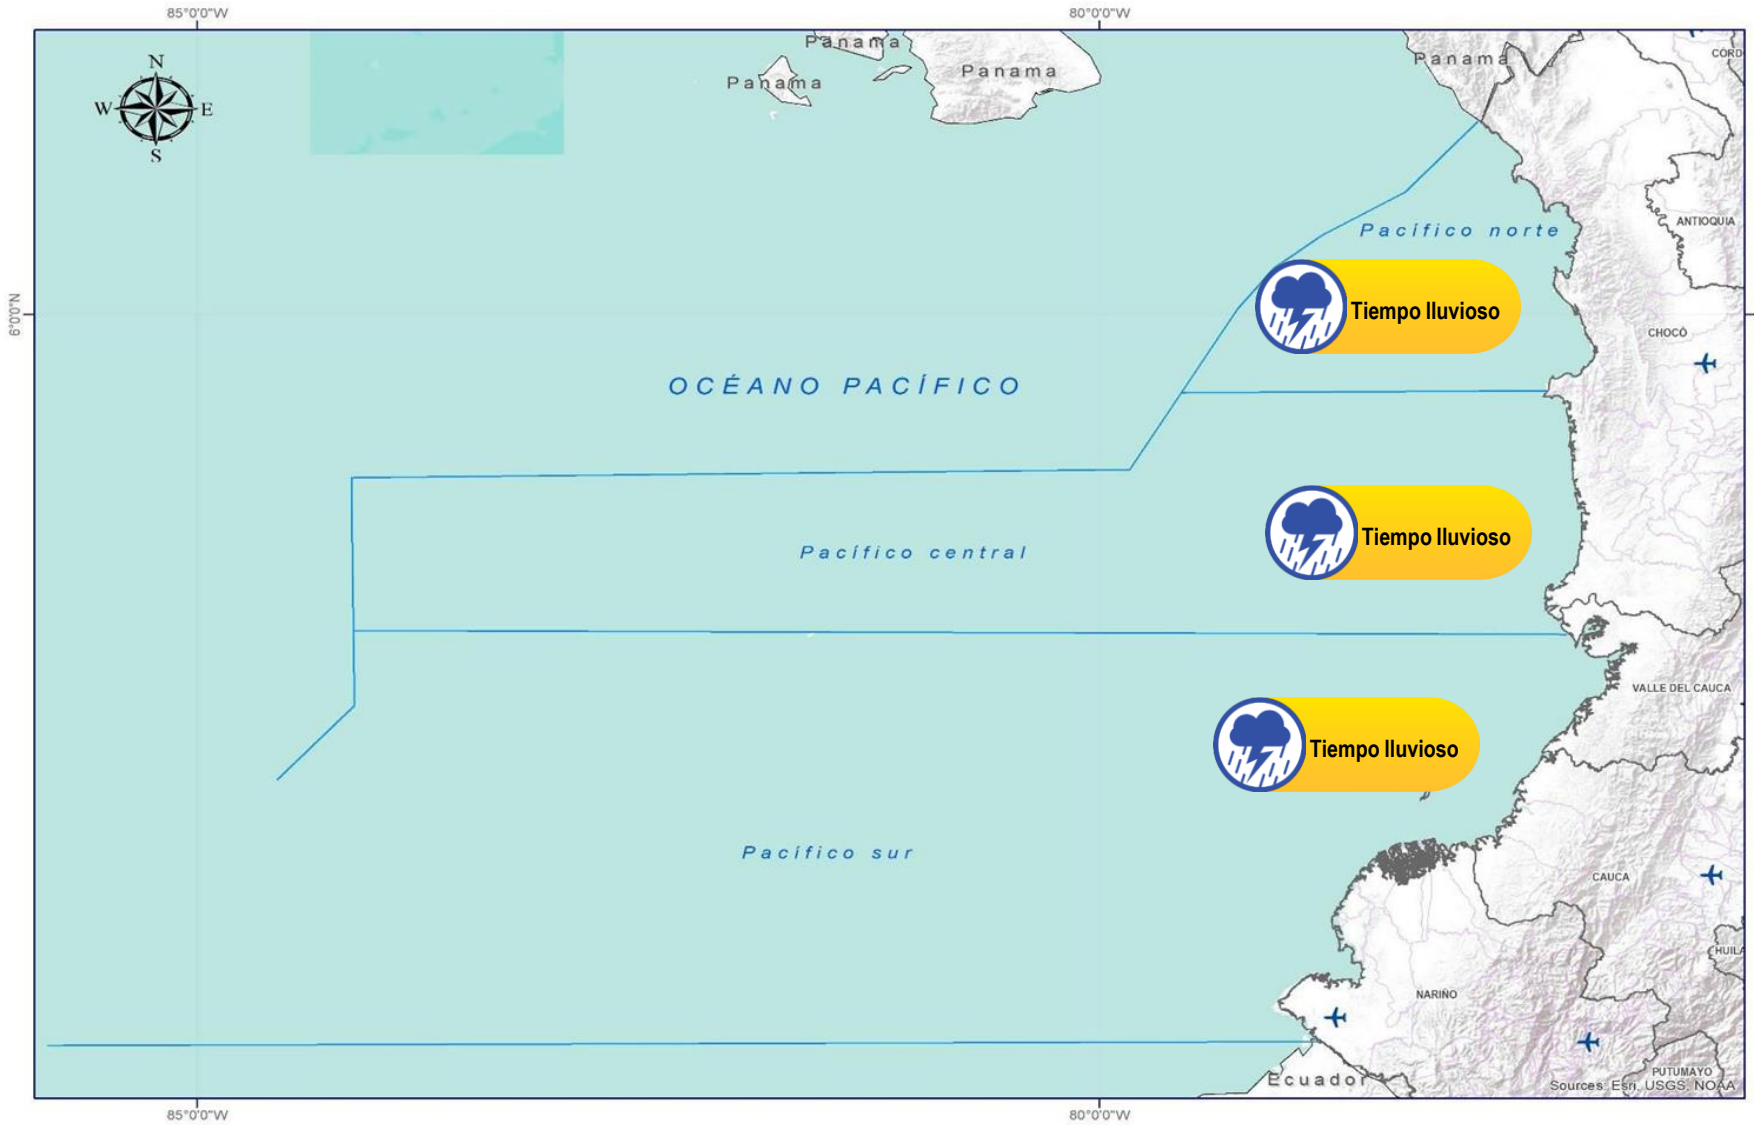 85°0'0"W
80°0'0"W
N
W
E
S
Panama
Panama
Panama
Panama
CÓRD
ANTIOQUIA
Pacífico norte
Tiempo lluvioso
6°0'0"N
CHOCÓ
OCÉANO PACÍFICO
Tiempo lluvioso
Pacífico central
VALLE DEL CAUCA
Tiempo lluvioso
Pacífico sur
CAUCA
HUILA
NARIÑO
PUTUMAYO
Ecuador
Sources: Esri, USGS, NOAA
85°0'0"W
80°0'0"W